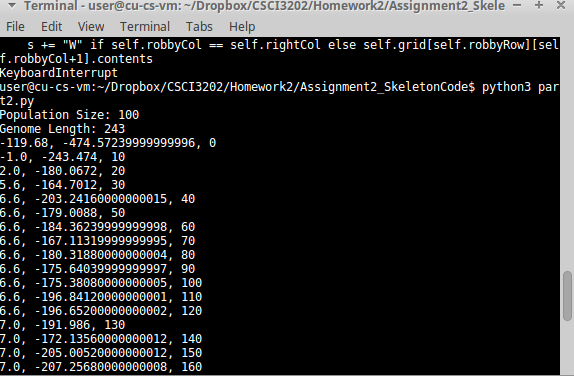 Terminal - user@cu-cs-vm: ~/Dropbox/CSCI3202/Homework2/Assignment2_Skele
File Edit View Terminal Tabs Help
s += "W" if self.robbyCol == self.rightCol else self.grid[self.robbyRow][sel
f.robbyCol+1].contents
KeyboardInterrupt
user@cu-cs-vm:~/Dropbox/CSCI3202/Homework2/Assignment2_SkeletonCode$ python3 par
t2.py
Population Size: 100
Genome Length: 243
-119.68, -474.57239999999996, 0
-1.0, -243.474, 10
2.0, -180.0672, 20
5.6, -164.7012, 30
6.6, -203.24160000000015, 40
6.6, -179.0088, 50
6.6, -184.36239999999998, 60
6.6, -167.11319999999995, 70
6.6, -180.31880000000004, 80
6.6, -175.64039999999997, 90
6.6, -175.38080000000005, 100
6.6, -196.84120000000001, 110
6.6, -196.65200000000002, 120
7.0, -191.986, 130
7.0, -172.13560000000012, 140
7.0, -205.00520000000012, 150
7.0, -207.25680000000008, 160